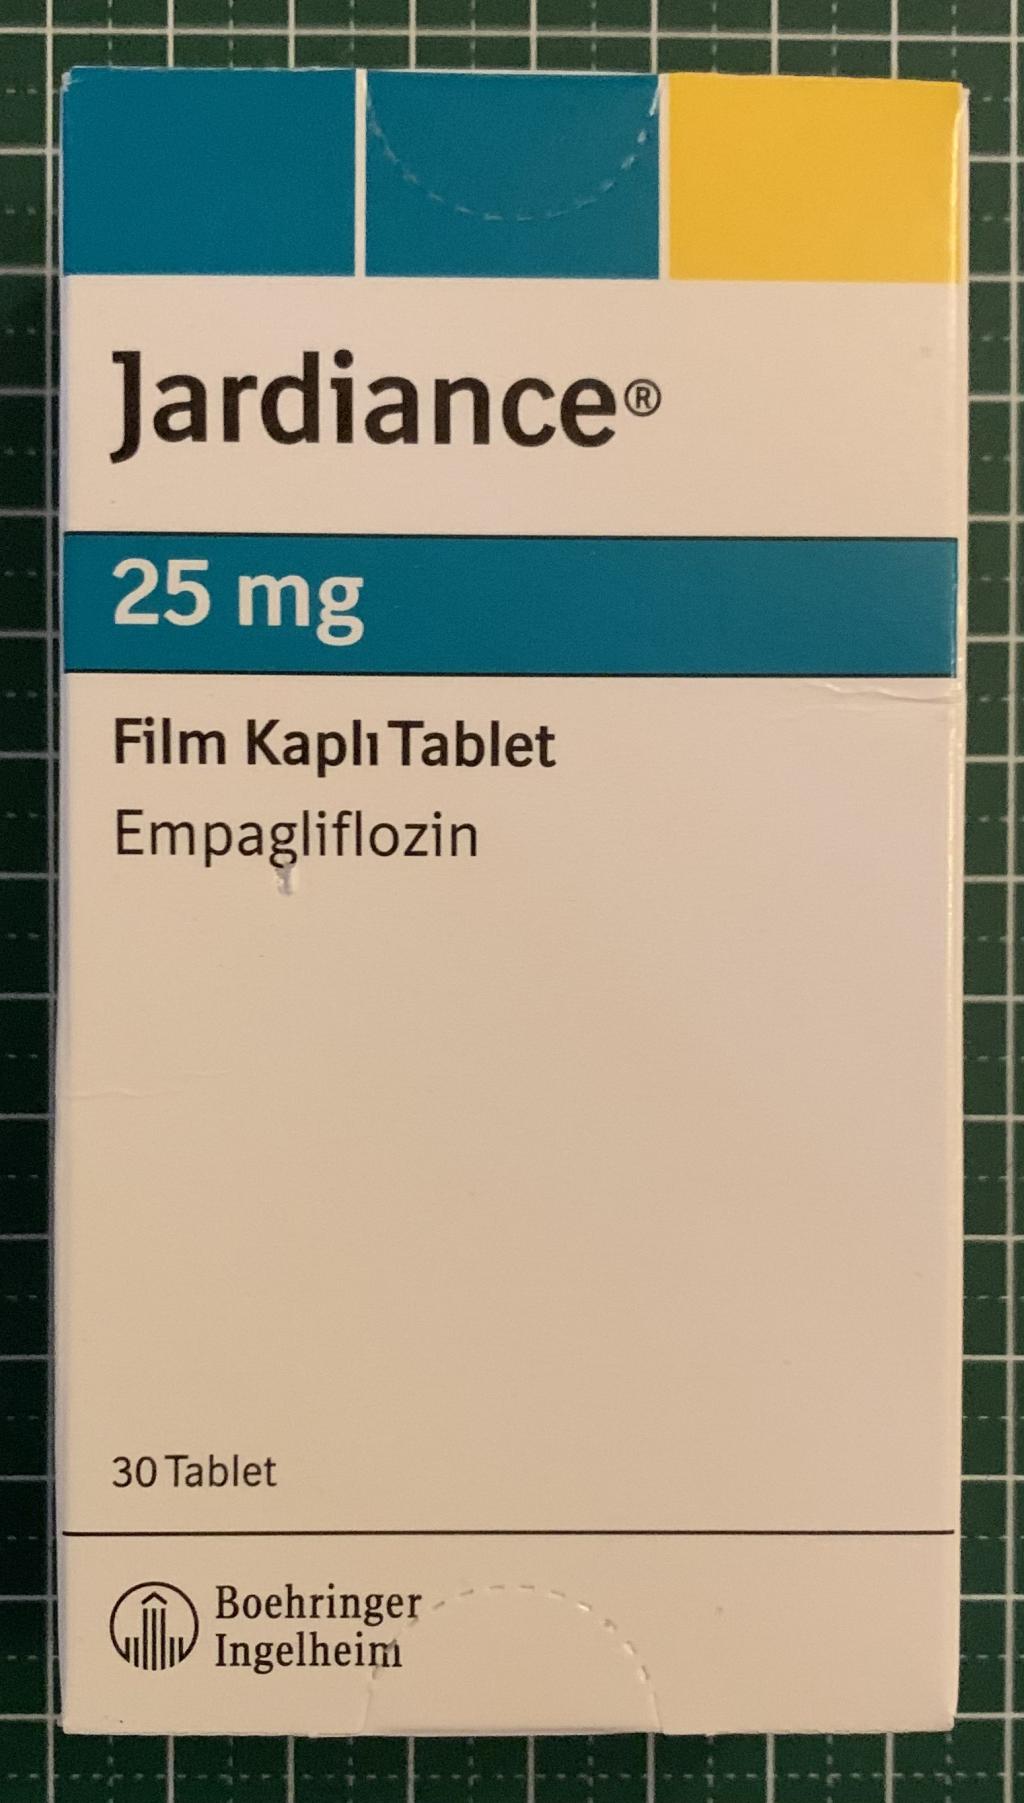 Jardiance®
25 mg
Film Kaplı Tablet
Empagliflozin
30 Tablet
Boehringer
Ingelheim